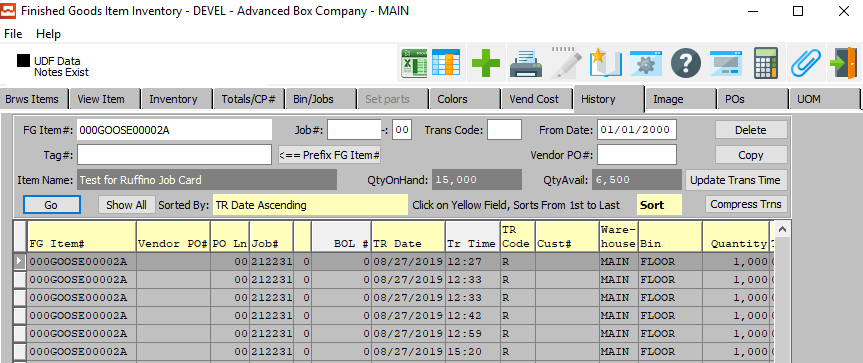 Finished Goods Item Inventory - DEVEL - Advanced Box Company - MAIN
File Help
UDF Data
Notes Exist
Brws Items View Item Inventory Totals/CP# Bin/Jobs Set parts Colors Vend Cost History Image POs UOM
FG Item#: 000GOOSE00002A Job#: -: 00 Trans Code: From Date: 01/01/2000 Delete
Tag#: <== Prefix FG Item# Vendor PO#: Copy
Item Name: Test for Ruffino Job Card QtyOnHand: 15,000 QtyAvail: 6,500 Update Trans Time
Go Show All Sorted By: TR Date Ascending Click on Yellow Field, Sorts From 1st to Last Sort Compress Trns
TR Ware-
FG Item# Vendor PO# PO Ln Job# BOL # TR Date Tr Time Code Cust# house Bin Quantity
000GOOSE00002A 00 212231 0 0 08/27/2019 12:27 R MAIN FLOOR 1,000
000GOOSE00002A 00 212231 0 0 08/27/2019 12:33 R MAIN FLOOR 1,000
000GOOSE00002A 00 212231 0 0 08/27/2019 12:33 R MAIN FLOOR 1,000
000GOOSE00002A 00 212231 0 0 08/27/2019 12:42 R MAIN FLOOR 1,000
000GOOSE00002A 00 212231 0 0 08/27/2019 12:59 R MAIN FLOOR 1,000
000GOOSE00002A 00 212231 0 0 08/27/2019 15:20 R MAIN FLOOR 1,000